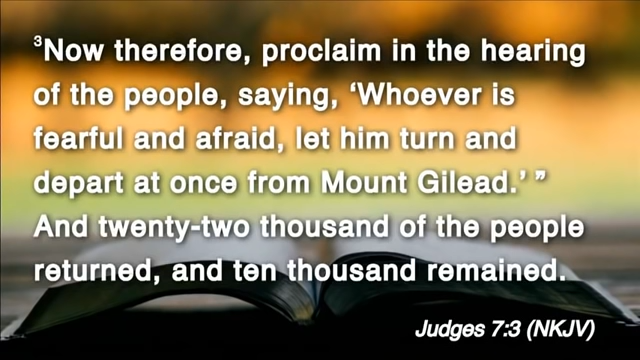 3Now therefore, proclaim in the hearing
of the people, saying, ‘Whoever is
fearful and afraid, let him turn and
depart at once from Mount Gilead.’ ”
And twenty-two thousand of the people
returned, and ten thousand remained.
Judges 7:3 (NKJV)